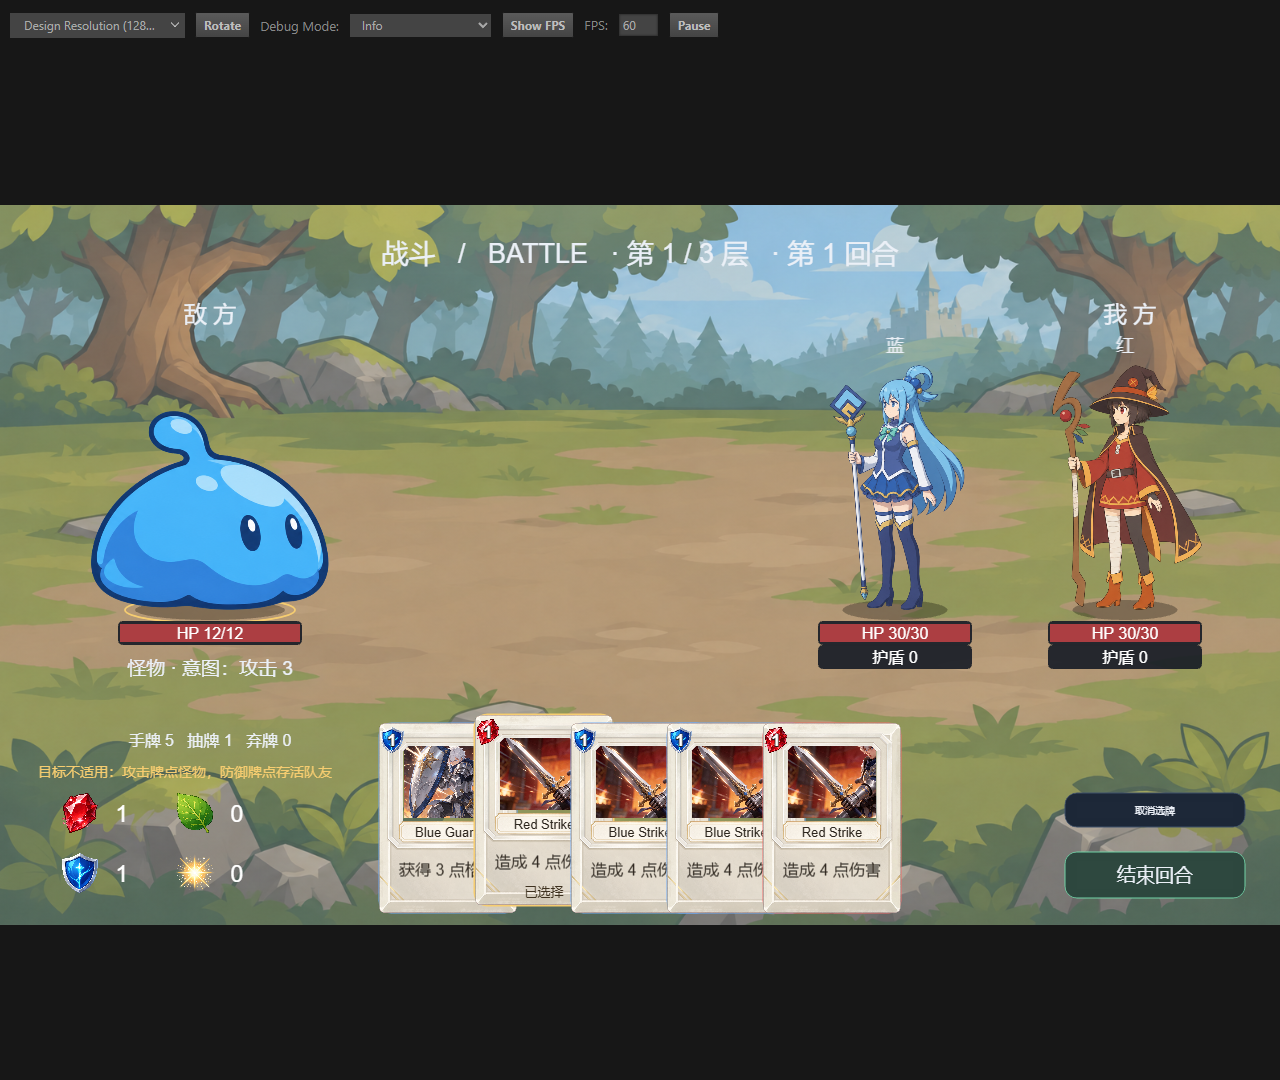 Design Resolution (128... Rotate Debug Mode: Info Show FPS FPS: 60 Pause
战斗 / BATTLE · 第 1 / 3 层 · 第 1 回合
敌 方
我 方
蓝
红
HP 12/12
怪物 · 意图：攻击 3
HP 30/30
护盾 0
HP 30/30
护盾 0
手牌 5 抽牌 1 弃牌 0
目标不适用：攻击牌点怪物，防御牌点存活队友
1
0
1
0
1
Blue Guar
获得 3 点
1
Red Strike
造成 4 点伤
已选择
1
Blue Strik
造成 4 点伤
1
Blue Strik
造成 4 点伤
1
Red Strike
造成 4 点伤害
取消选牌
结束回合